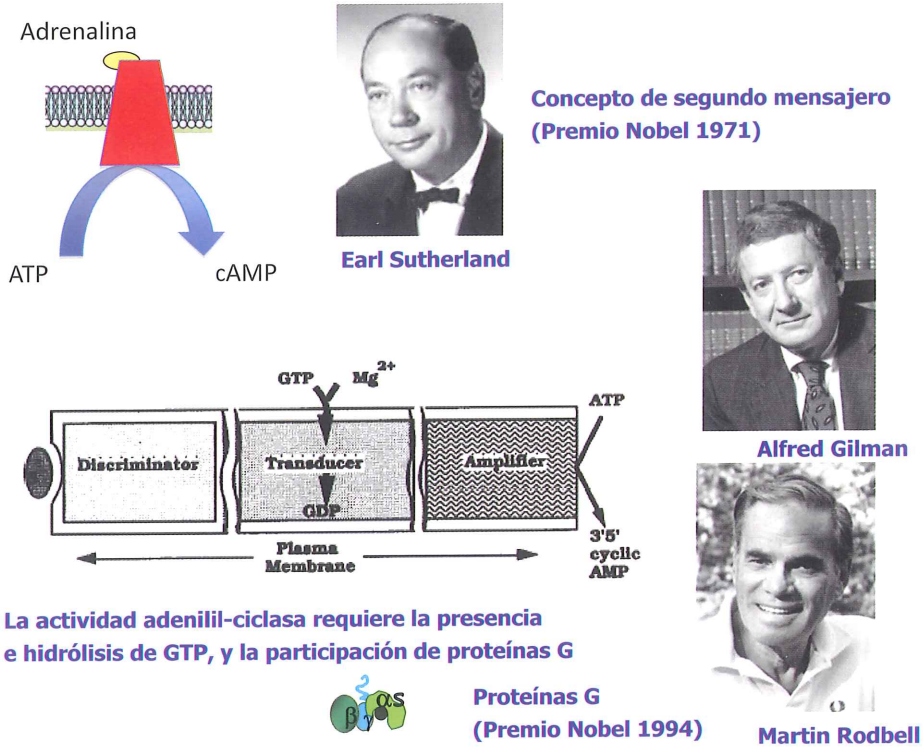 Adrenalina
ATP
cAMP
Earl Sutherland
Concepto de segundo mensajero
(Premio Nobel 1971)
Alfred Gilman
GTP
Mg2+
ATP
Discriminator
Transducer
Amplifier
GDP
Plasma
Membrane
3'5'
cyclic
AMP
La actividad adenilil-ciclasa requiere la presencia
e hidrólisis de GTP, y la participación de proteínas G
β γ αs
Proteínas G
(Premio Nobel 1994)
Martin Rodbell